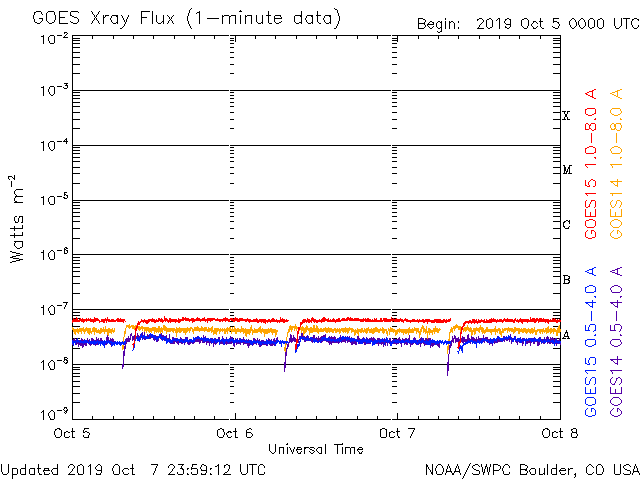 GOES Xray Flux (1-minute data)
Begin: 2019 Oct 5 0000 UTC
10⁻²
10⁻³
10⁻⁴
10⁻⁵
10⁻⁶
10⁻⁷
10⁻⁸
10⁻⁹
Watts m⁻²
X
M
C
B
A
GOES15 1.0-8.0 A
GOES14 1.0-8.0 A
GOES15 0.5-4.0 A
GOES14 0.5-4.0 A
Oct 5 Oct 6 Oct 7 Oct 8
Universal Time
Updated 2019 Oct 7 23:59:12 UTC
NOAA/SWPC Boulder, CO USA